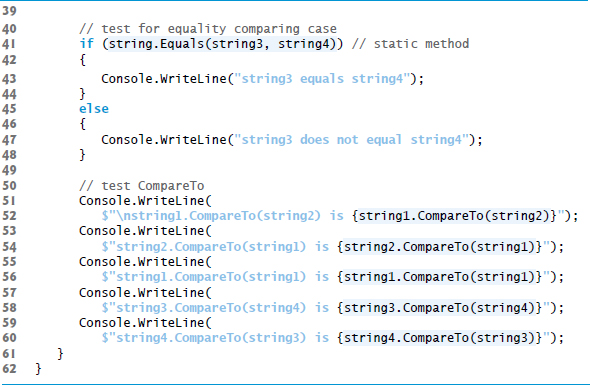 39
40 // test for equality comparing case
41 if (string.Equals(string3, string4)) // static method
42 {
43 Console.WriteLine("string3 equals string4");
44 }
45 else
46 {
47 Console.WriteLine("string3 does not equal string4");
48 }
49
50 // test CompareTo
51 Console.WriteLine(
52 $"\nstring1.CompareTo(string2) is {string1.CompareTo(string2)}");
53 Console.WriteLine(
54 $"string2.CompareTo(string1) is {string2.CompareTo(string1)}");
55 Console.WriteLine(
56 $"string1.CompareTo(string1) is {string1.CompareTo(string1)}");
57 Console.WriteLine(
58 $"string3.CompareTo(string4) is {string3.CompareTo(string4)}");
59 Console.WriteLine(
60 $"string4.CompareTo(string3) is {string4.CompareTo(string3)}");
61 }
62 }